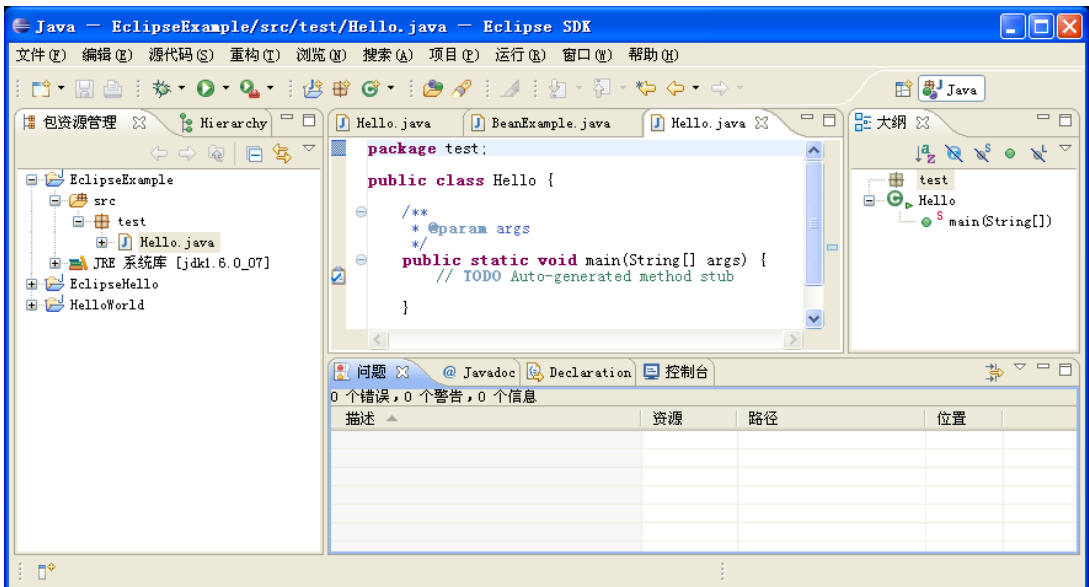 Java － EclipseExample/src/test/Hello.java － Eclipse SDK
文件(F) 编辑(E) 源代码(S) 重构(T) 浏览(N) 搜索(A) 项目(P) 运行(R) 窗口(W) 帮助(H)
Java
包资源管理 Hierarchy
Hello.java BeanExample.java Hello.java
大纲
EclipseExample
src
test
Hello.java
JRE 系统库 [jdk1.6.0_07]
EclipseHello
HelloWorld
package test;
public class Hello {
/**
* @param args
*/
public static void main(String[] args) {
// TODO Auto-generated method stub
}
test
Hello
main(String[])
问题 @ Javadoc Declaration 控制台
0 个错误，0 个警告，0 个信息
描述 资源 路径 位置